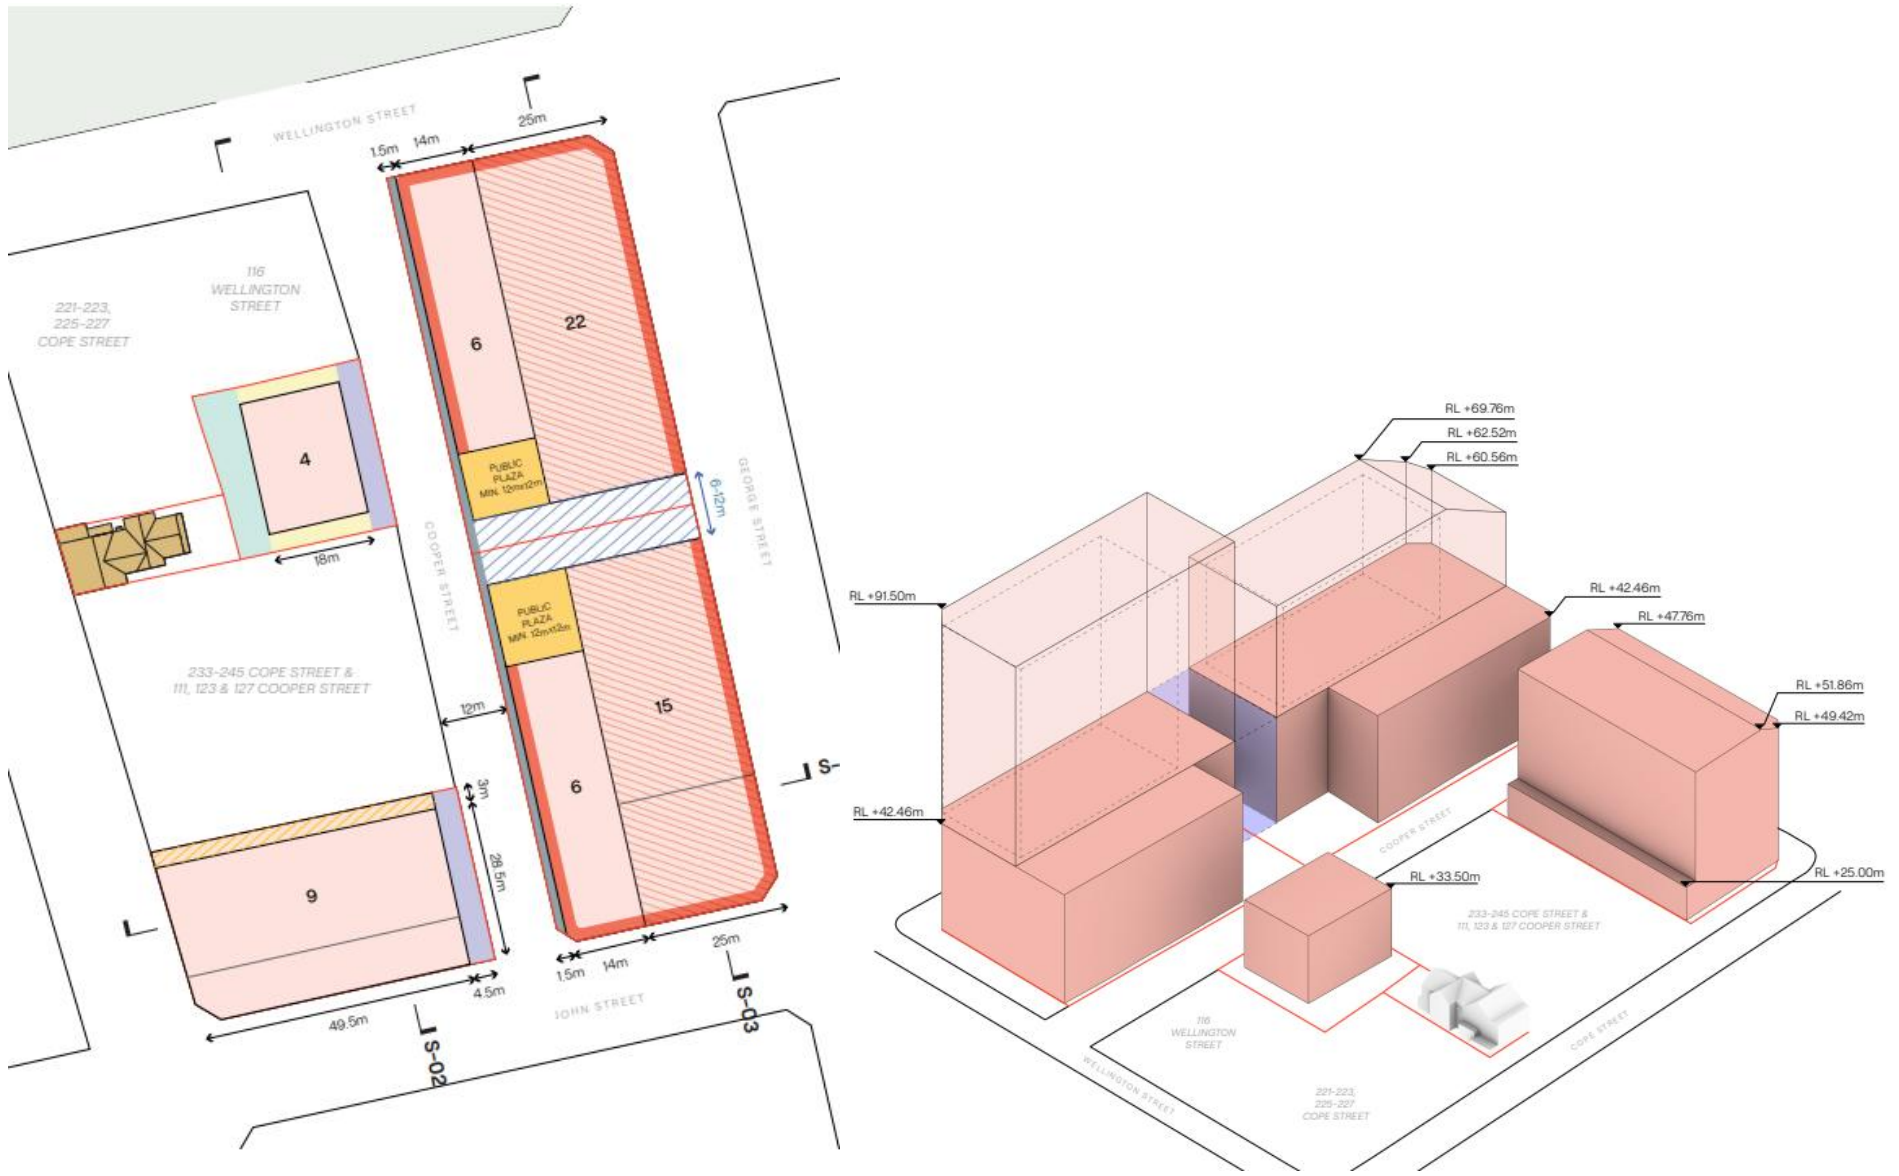 WELLINGTON STREET
1.5m
14m
25m
116
WELLINGTON
STREET
221-223,
225-227
COPE STREET
22
6
4
PUBLIC
PLAZA
MIN. 12mx12m
6-12m
GEORGE STREET
18m
COOPER STREET
PUBLIC
PLAZA
MIN. 12mx12m
233-245 COPE STREET &
111, 123 & 127 COOPER STREET
12m
15
S-
3m
6
28.5m
9
25m
14m
1.5m
4.5m
49.5m
JOHN STREET
S-03
S-02
RL +69.76m
RL +62.52m
RL +60.56m
RL +91.50m
RL +42.46m
RL +47.76m
RL +51.86m
RL +49.42m
RL +42.46m
COOPER STREET
RL +25.00m
RL +33.50m
233-245 COPE STREET &
111, 123 & 127 COOPER STREET
116
WELLINGTON
STREET
COPE STREET
WELLINGTON STREET
221-223,
225-227
COPE STREET